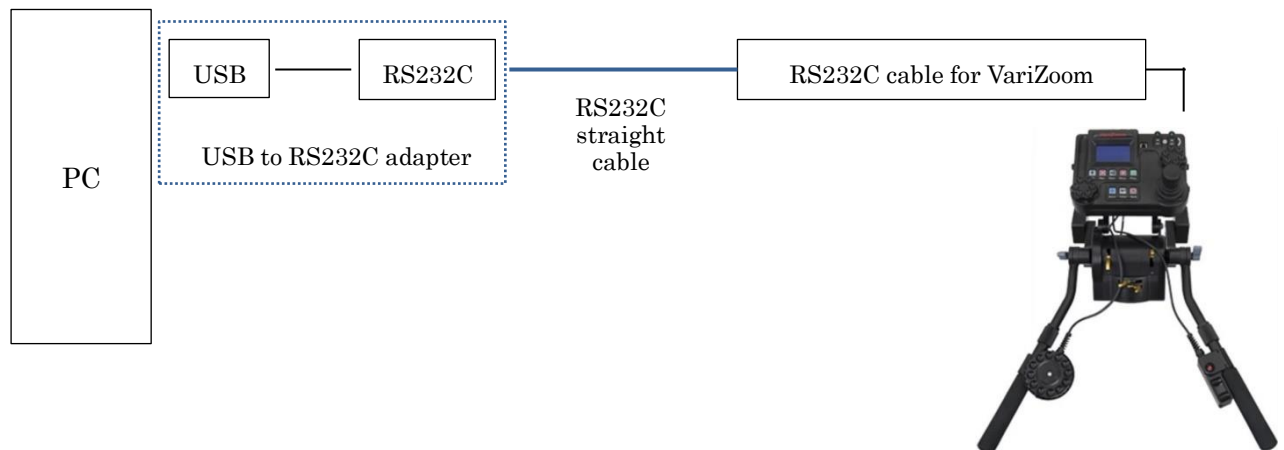 PC
USB
RS232C
USB to RS232C adapter
RS232C
straight
cable
RS232C cable for VariZoom